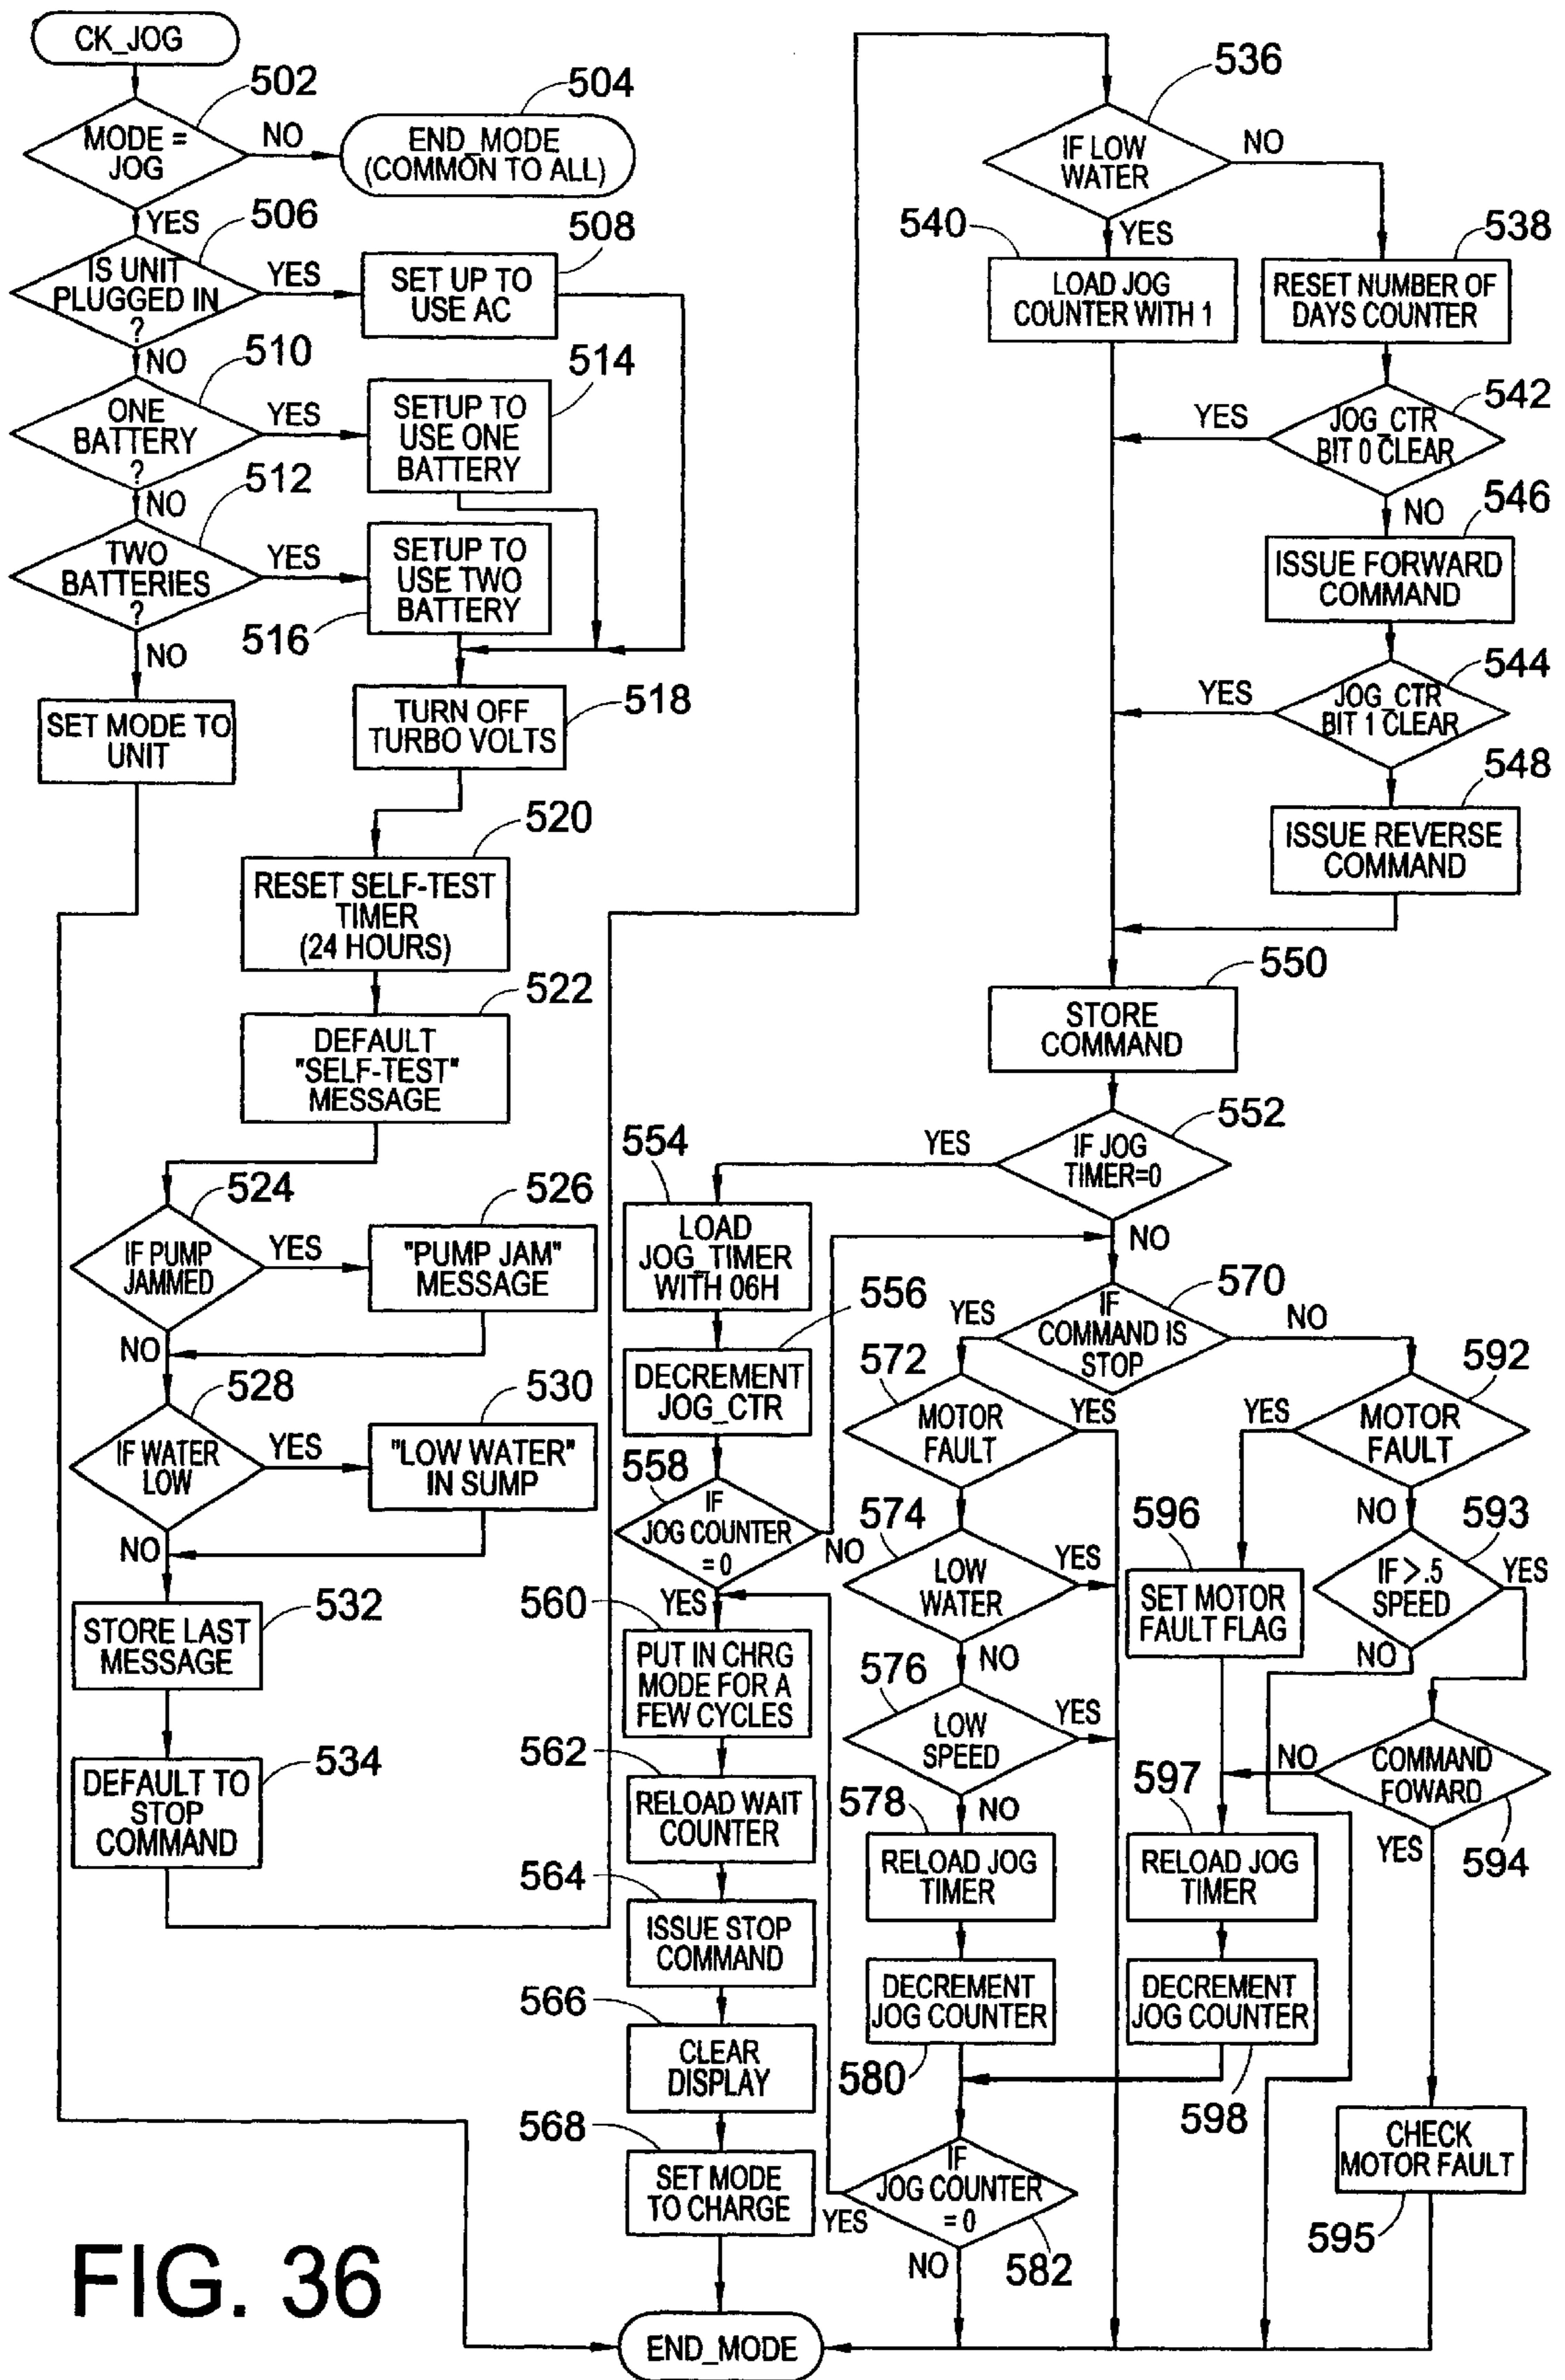 CK_JOG
502
MODE =
JOG
NO
504
END_MODE
(COMMON TO ALL)
YES
506
IS UNIT
PLUGGED IN
?
YES
508
SET UP TO
USE AC
NO
510
ONE
BATTERY
?
YES
514
SETUP TO
USE ONE
BATTERY
NO
512
TWO
BATTERIES
?
YES
SETUP TO
USE TWO
BATTERY
516
NO
SET MODE TO
UNIT
TURN OFF
TURBO VOLTS
518
520
RESET SELF-TEST
TIMER
(24 HOURS)
522
DEFAULT
"SELF-TEST"
MESSAGE
524
IF PUMP
JAMMED
YES
526
"PUMP JAM"
MESSAGE
NO
528
IF WATER
LOW
YES
530
"LOW WATER"
IN SUMP
NO
532
STORE LAST
MESSAGE
534
DEFAULT TO
STOP
COMMAND
536
IF LOW
WATER
NO
YES
540
LOAD JOG
COUNTER WITH 1
538
RESET NUMBER OF
DAYS COUNTER
542
JOG_CTR
BIT 0 CLEAR
YES
NO
546
ISSUE FORWARD
COMMAND
544
JOG_CTR
BIT 1 CLEAR
YES
548
ISSUE REVERSE
COMMAND
550
STORE
COMMAND
552
IF JOG
TIMER=0
YES
NO
554
LOAD
JOG_TIMER
WITH 06H
556
DECREMENT
JOG_CTR
558
IF
JOG COUNTER
= 0
NO
YES
560
PUT IN CHRG
MODE FOR A
FEW CYCLES
562
RELOAD WAIT
COUNTER
564
ISSUE STOP
COMMAND
566
CLEAR
DISPLAY
568
SET MODE
TO CHARGE
570
IF
COMMAND IS
STOP
YES
NO
572
MOTOR
FAULT
YES
574
LOW
WATER
YES
NO
576
LOW
SPEED
YES
NO
578
RELOAD JOG
TIMER
DECREMENT
JOG COUNTER
580
IF
JOG COUNTER
= 0
YES
NO
582
592
MOTOR
FAULT
YES
NO
593
IF >.5
SPEED
YES
NO
596
SET MOTOR
FAULT FLAG
COMMAND
FOWARD
NO
YES
594
597
RELOAD JOG
TIMER
DECREMENT
JOG COUNTER
598
CHECK
MOTOR FAULT
595
END_MODE
FIG. 36